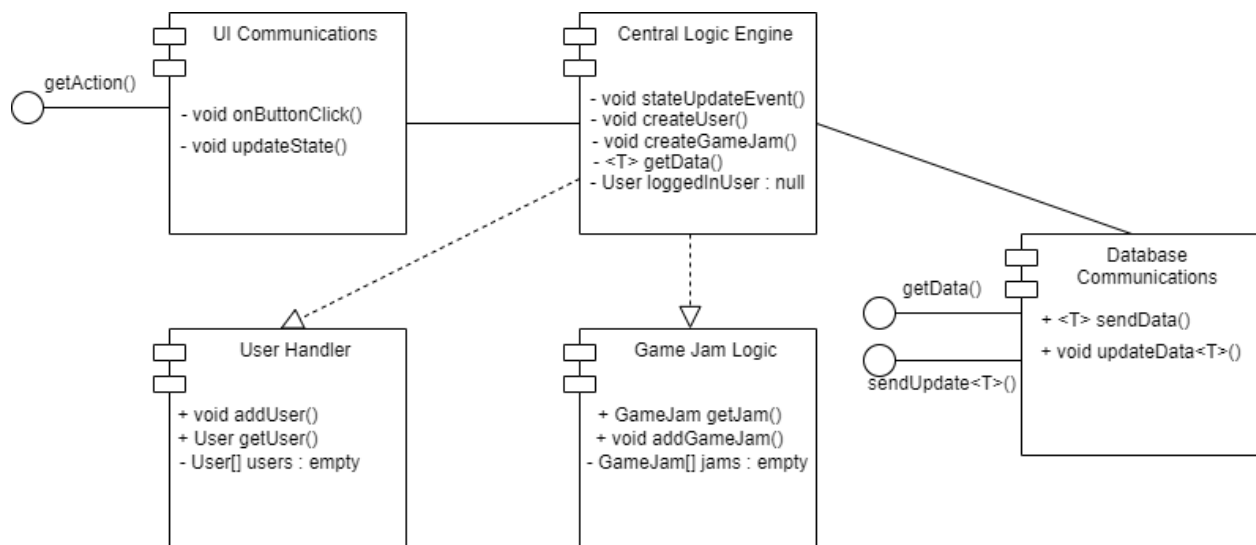 UI Communications
getAction()
- void onButtonClick()
- void updateState()
Central Logic Engine
- void stateUpdateEvent()
- void createUser()
- void createGameJam()
- <T> getData()
- User loggedInUser : null
Database
Communications
getData()
+ <T> sendData()
+ void updateData<T>()
sendUpdate<T>()
User Handler
+ void addUser()
+ User getUser()
- User[] users : empty
Game Jam Logic
+ GameJam getJam()
+ void addGameJam()
- GameJam[] jams : empty